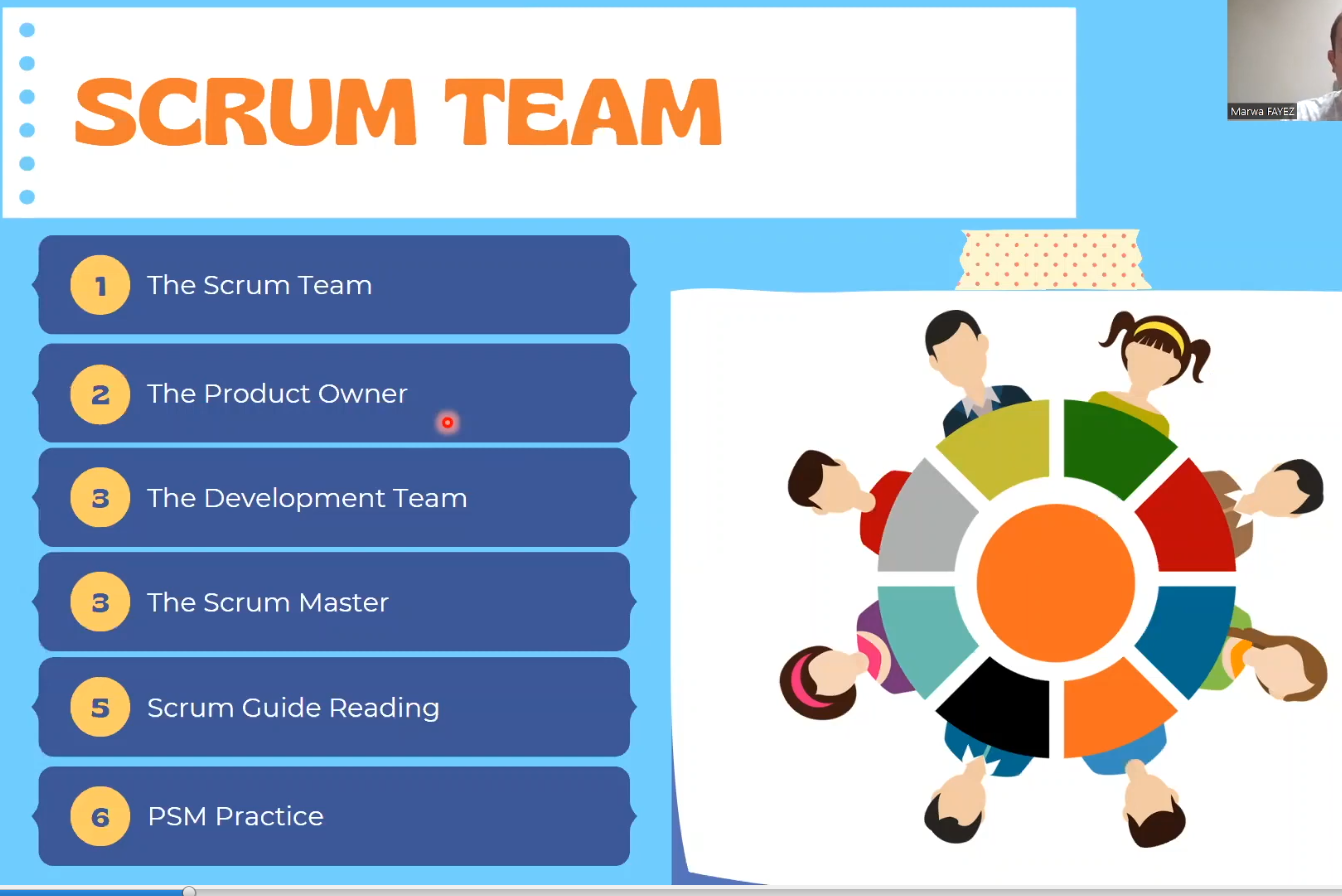 SCRUM TEAM
Marwa FAYEZ
1 The Scrum Team
2 The Product Owner
3 The Development Team
3 The Scrum Master
5 Scrum Guide Reading
6 PSM Practice